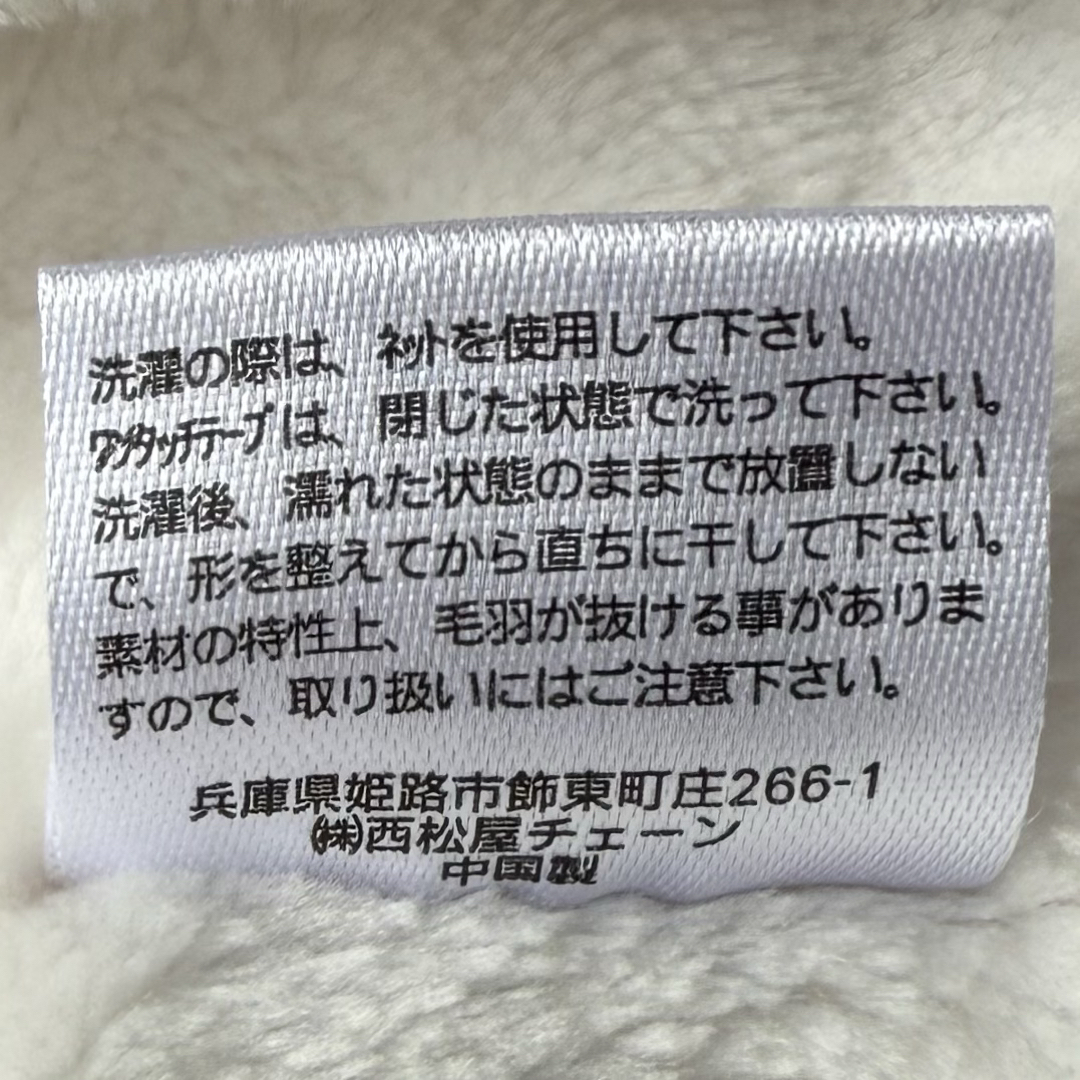 洗濯の際は、ﾈｯﾄを使用して下さい。
ﾜﾝﾀｯﾁﾃｰﾌﾟは、閉じた状態で洗って下さい。
洗濯後、濡れた状態のままで放置しない
で、形を整えてから直ちに干して下さい。
素材の特性上、毛羽が抜ける事がありま
すので、取り扱いにはご注意下さい。
兵庫県姫路市飾東町庄266-1
㈱西松屋チェーン
中国製